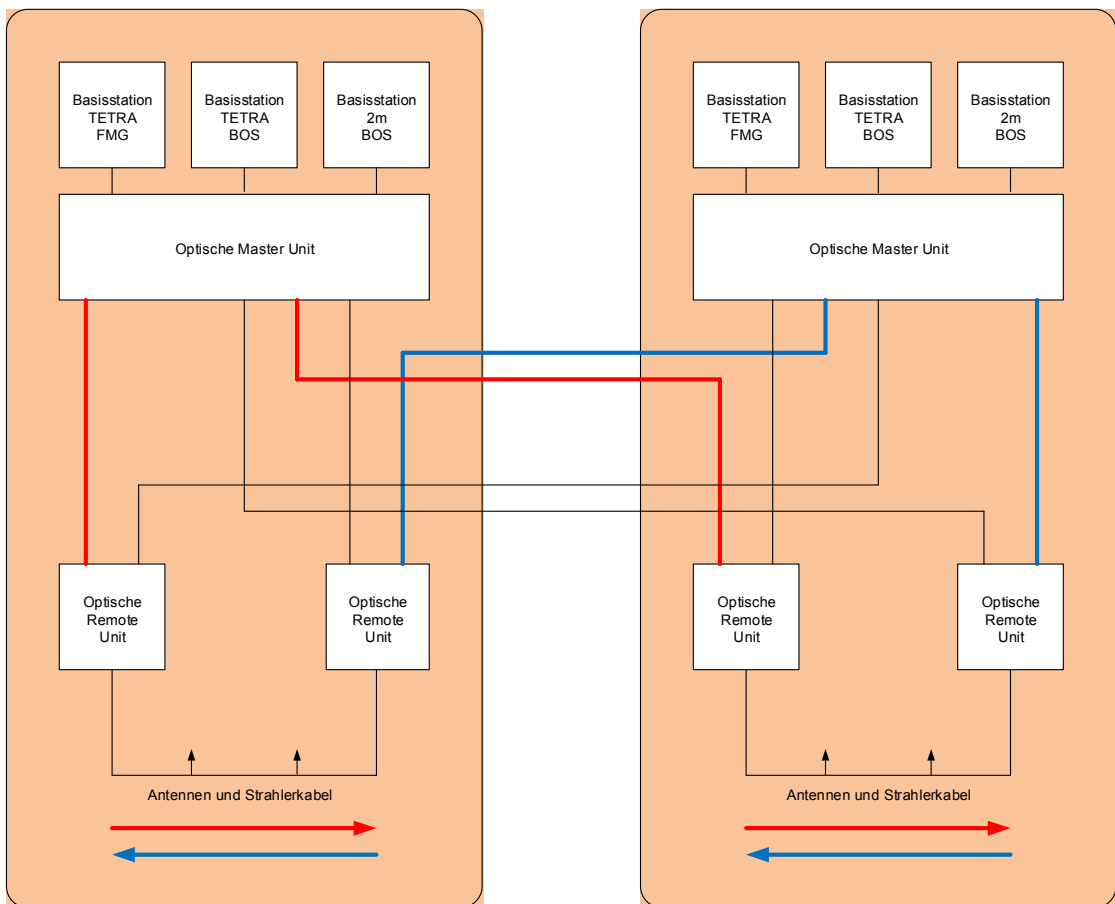 Basisstation
TETRA
FMG
Basisstation
TETRA
BOS
Basisstation
2m
BOS
Optische Master Unit
Optische
Remote
Unit
Optische
Remote
Unit
Antennen und Strahlerkabel
Basisstation
TETRA
FMG
Basisstation
TETRA
BOS
Basisstation
2m
BOS
Optische Master Unit
Optische
Remote
Unit
Optische
Remote
Unit
Antennen und Strahlerkabel